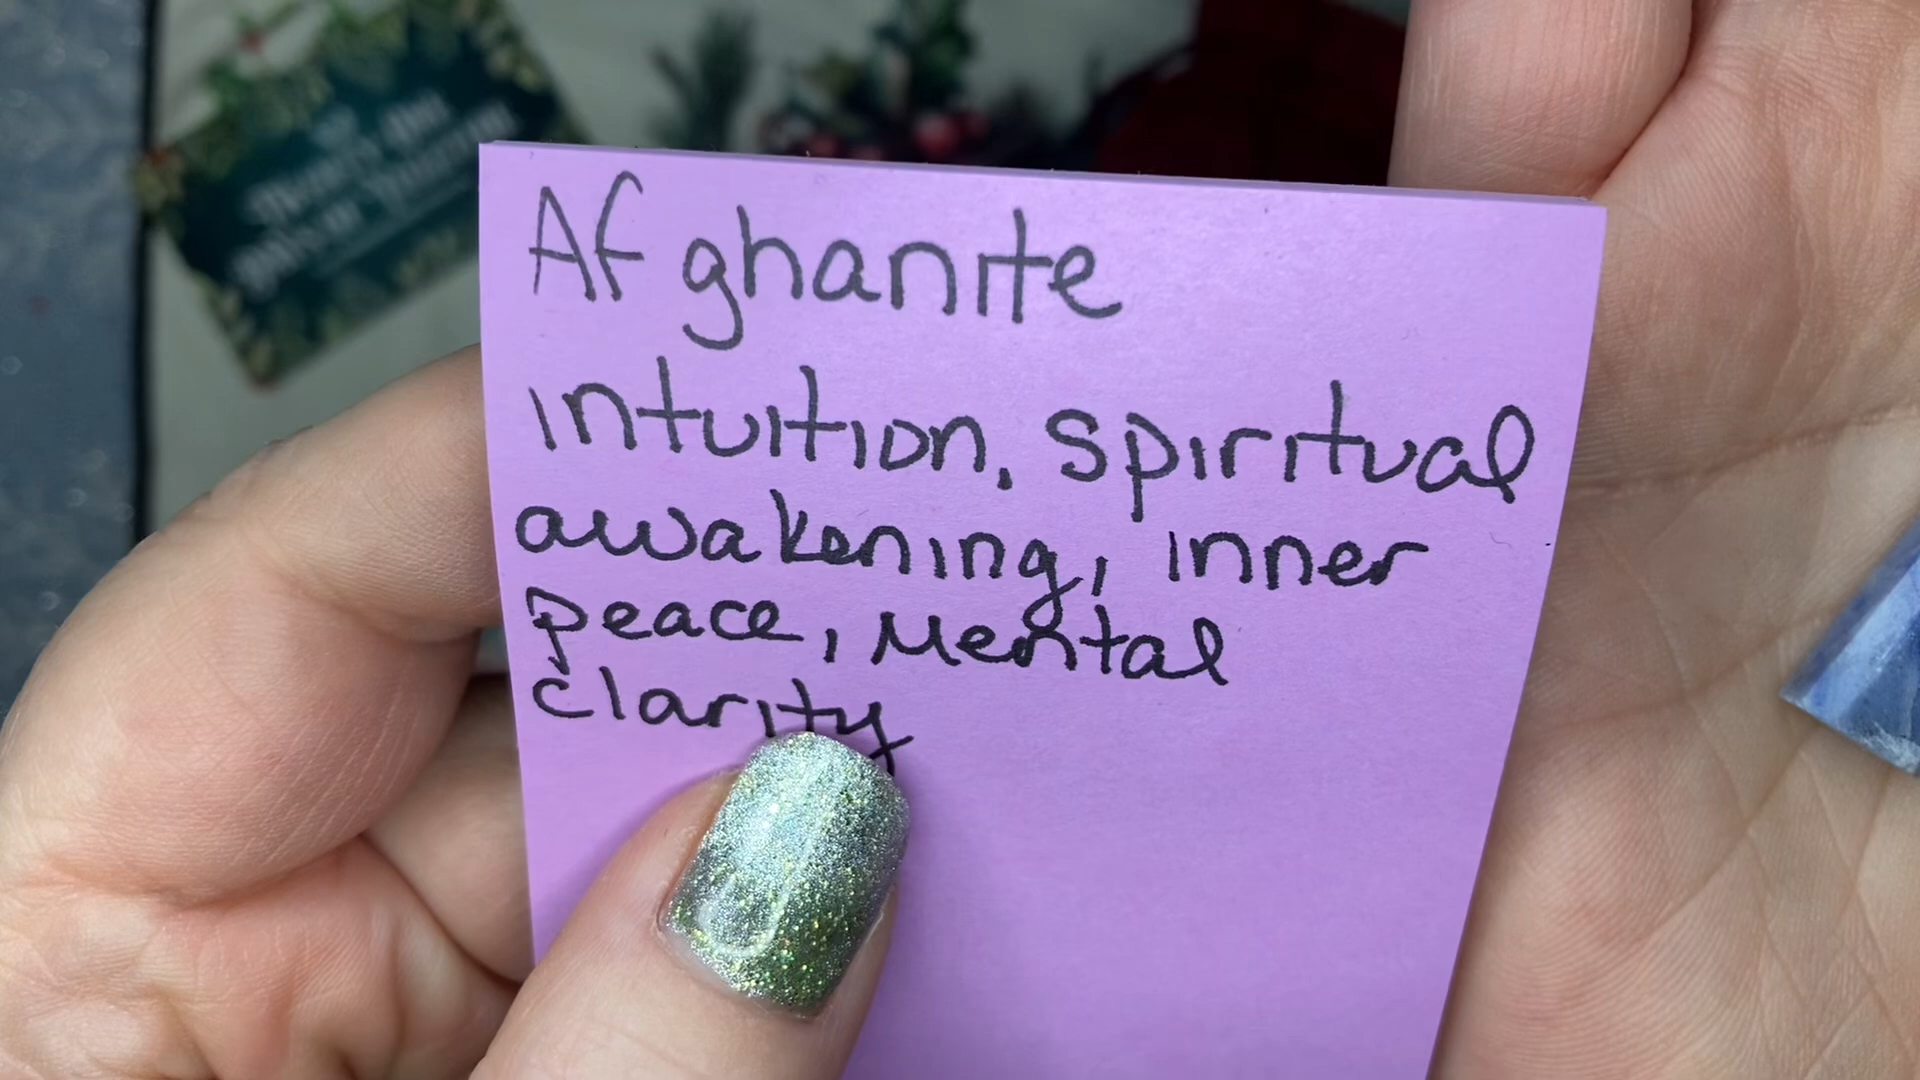 Afghanite
intuition, spiritual
awakening, inner
peace, Mental
clarity